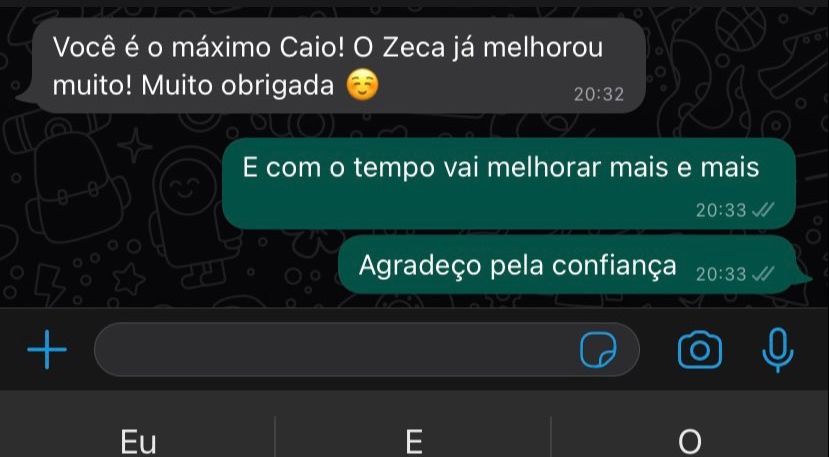 Você é o máximo Caio! O Zeca já melhorou
muito! Muito obrigada ☺️
20:32
E com o tempo vai melhorar mais e mais
20:33
Agradeço pela confiança 20:33
Eu E O